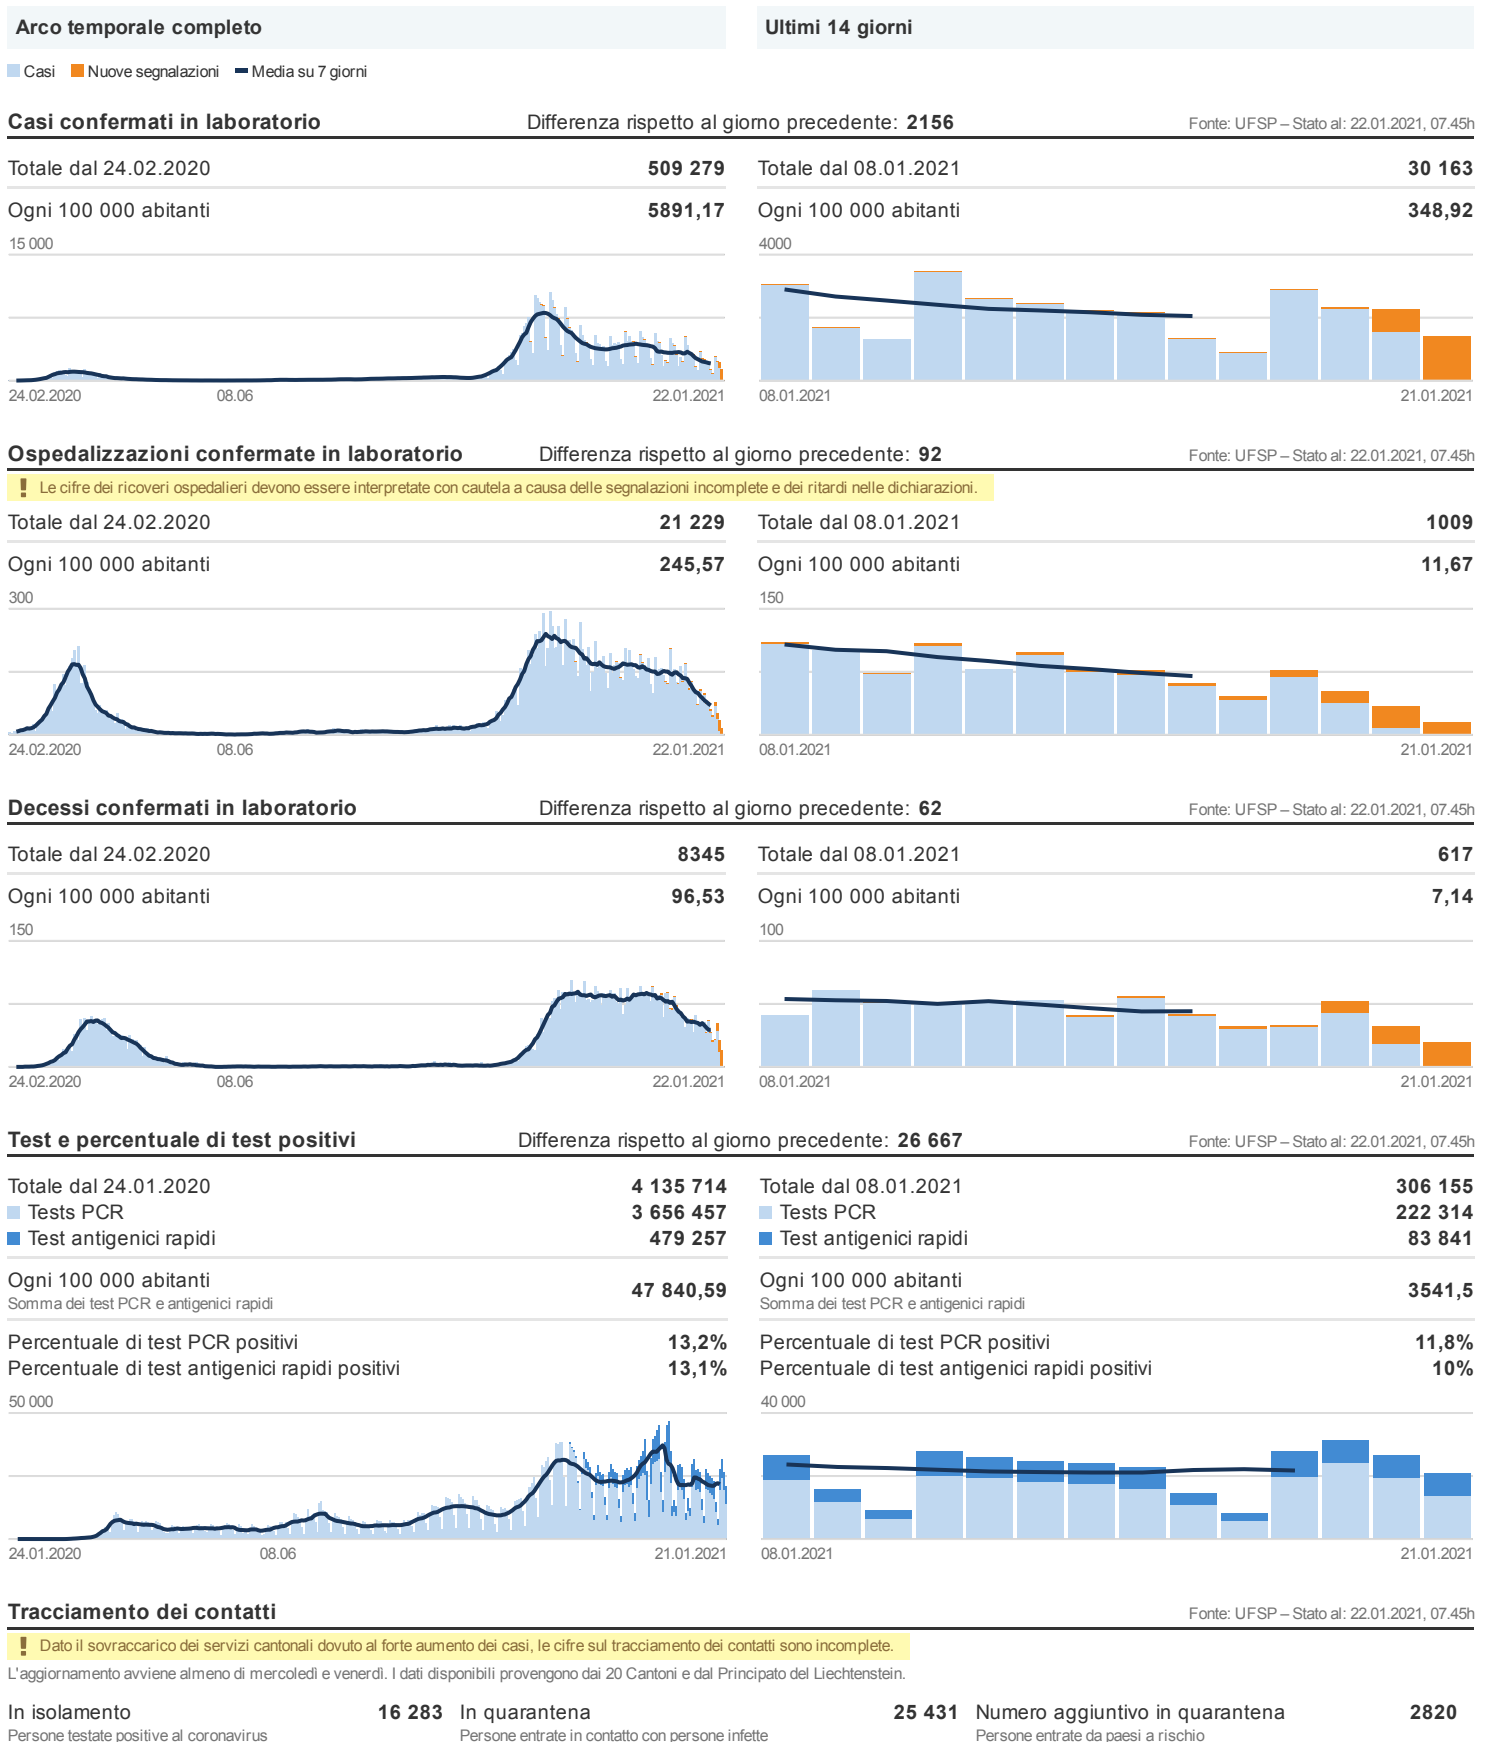 Arco temporale completo
Ultimi 14 giorni
Casi Nuove segnalazioni Media su 7 giorni
Casi confermati in laboratorio Differenza rispetto al giorno precedente: 2156 Fonte: UFSP – Stato al: 22.01.2021, 07.45h
Totale dal 24.02.2020 509 279 Totale dal 08.01.2021 30 163
Ogni 100 000 abitanti 5891,17 Ogni 100 000 abitanti 348,92
15 000 4000
24.02.2020 08.06 22.01.2021 08.01.2021 21.01.2021
Ospedalizzazioni confermate in laboratorio Differenza rispetto al giorno precedente: 92 Fonte: UFSP – Stato al: 22.01.2021, 07.45h
! Le cifre dei ricoveri ospedalieri devono essere interpretate con cautela a causa delle segnalazioni incomplete e dei ritardi nelle dichiarazioni.
Totale dal 24.02.2020 21 229 Totale dal 08.01.2021 1009
Ogni 100 000 abitanti 245,57 Ogni 100 000 abitanti 11,67
300 150
24.02.2020 08.06 22.01.2021 08.01.2021 21.01.2021
Decessi confermati in laboratorio Differenza rispetto al giorno precedente: 62 Fonte: UFSP – Stato al: 22.01.2021, 07.45h
Totale dal 24.02.2020 8345 Totale dal 08.01.2021 617
Ogni 100 000 abitanti 96,53 Ogni 100 000 abitanti 7,14
150 100
24.02.2020 08.06 22.01.2021 08.01.2021 21.01.2021
Test e percentuale di test positivi Differenza rispetto al giorno precedente: 26 667 Fonte: UFSP – Stato al: 22.01.2021, 07.45h
Totale dal 24.01.2020 4 135 714 Totale dal 08.01.2021 306 155
Tests PCR 3 656 457 Tests PCR 222 314
Test antigenici rapidi 479 257 Test antigenici rapidi 83 841
Ogni 100 000 abitanti 47 840,59 Ogni 100 000 abitanti 3541,5
Somma dei test PCR e antigenici rapidi Somma dei test PCR e antigenici rapidi
Percentuale di test PCR positivi 13,2% Percentuale di test PCR positivi 11,8%
Percentuale di test antigenici rapidi positivi 13,1% Percentuale di test antigenici rapidi positivi 10%
50 000 40 000
24.01.2020 08.06 21.01.2021 08.01.2021 21.01.2021
Tracciamento dei contatti Fonte: UFSP – Stato al: 22.01.2021, 07.45h
! Dato il sovraccarico dei servizi cantonali dovuto al forte aumento dei casi, le cifre sul tracciamento dei contatti sono incomplete.
L'aggiornamento avviene almeno di mercoledì e venerdì. I dati disponibili provengono dai 20 Cantoni e dal Principato del Liechtenstein.
In isolamento 16 283 In quarantena 25 431 Numero aggiuntivo in quarantena 2820
Persone testate positive al coronavirus Persone entrate in contatto con persone infette Persone entrate da paesi a rischio